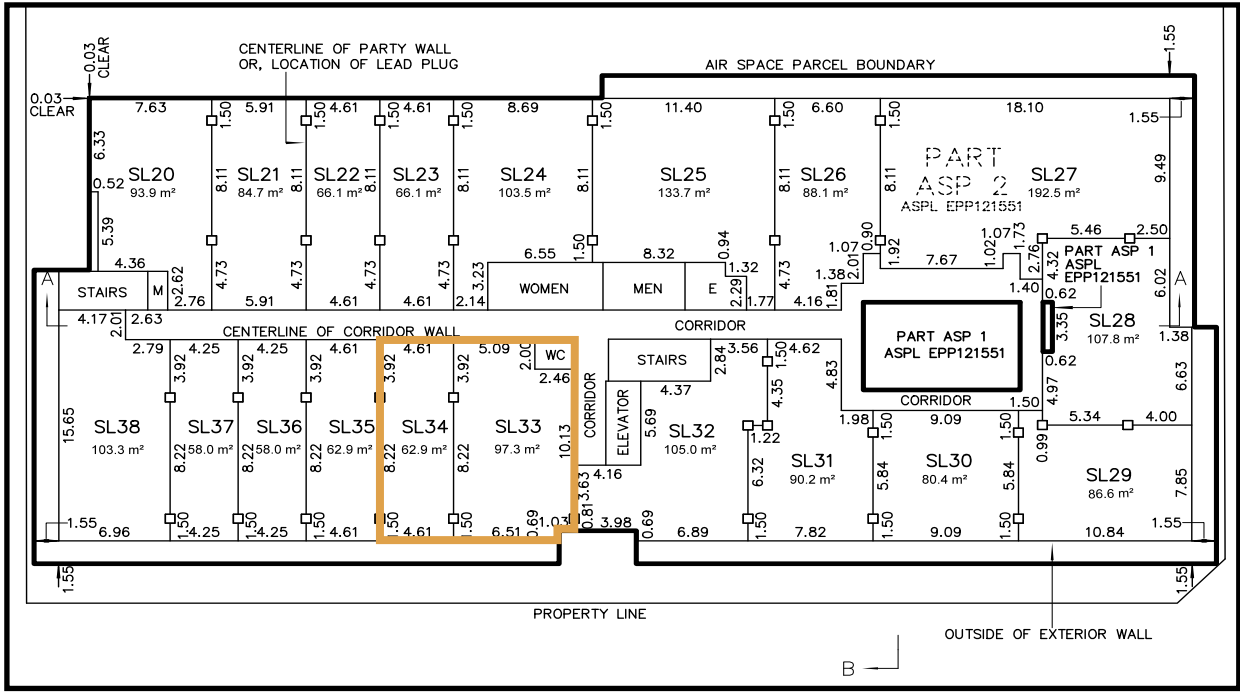 0.03
CLEAR
0.03
CLEAR
CENTERLINE OF PARTY WALL
OR, LOCATION OF LEAD PLUG
AIR SPACE PARCEL BOUNDARY
1.55
7.63
1.50
5.91
1.50
4.61
1.50
4.61
1.50
8.69
1.50
11.40
1.50
6.60
1.50
18.10
1.55
6.33
0.52
5.39
SL20
93.9 m²
8.11
SL21
84.7 m²
8.11
SL22
66.1 m²
8.11
SL23
66.1 m²
8.11
SL24
103.5 m²
8.11
SL25
133.7 m²
8.11
SL26
88.1 m²
8.11
PART
ASP 2
ASPL EPP121551
SL27
192.5 m²
9.49
4.36
2.62
4.73
4.73
4.73
3.23
6.55
1.50
8.32
0.94
1.32
2.29
4.73
1.07
2.01
1.38
1.81
0.90
1.92
7.67
1.02
1.07
1.73
2.76
1.40
4.32
5.46
2.50
PART ASP 1
ASPL
EPP121551
6.02
A
A
STAIRS
M
2.76
5.91
4.61
4.61
2.14
WOMEN
MEN
E
1.77
4.16
0.62
3.35
0.62
SL28
107.8 m²
1.38
4.17
2.01
2.63
CENTERLINE OF CORRIDOR WALL
CORRIDOR
PART ASP 1
ASPL EPP121551
2.79
3.92
4.25
3.92
4.25
3.92
4.61
3.92
4.61
3.92
5.09
2.00
WC
2.46
STAIRS
2.84
3.56
1.50
4.62
4.83
4.37
4.35
CORRIDOR
1.50
4.97
6.63
15.65
SL38
103.3 m²
8.22
SL37
58.0 m²
8.22
SL36
58.0 m²
8.22
SL35
62.9 m²
8.22
SL34
62.9 m²
8.22
SL33
97.3 m²
10.13
CORRIDOR
ELEVATOR
5.69
SL32
105.0 m²
1.22
6.32
1.98
1.50
9.09
1.50
0.99
5.34
4.00
SL31
90.2 m²
5.84
SL30
80.4 m²
5.84
SL29
86.6 m²
7.85
4.16
3.63
0.81
1.55
6.96
1.50
4.25
1.50
4.25
1.50
4.61
1.50
4.61
1.50
6.51
0.69
1.03
3.98
0.69
6.89
1.50
7.82
1.50
9.09
1.50
10.84
1.55
1.55
1.55
PROPERTY LINE
OUTSIDE OF EXTERIOR WALL
B